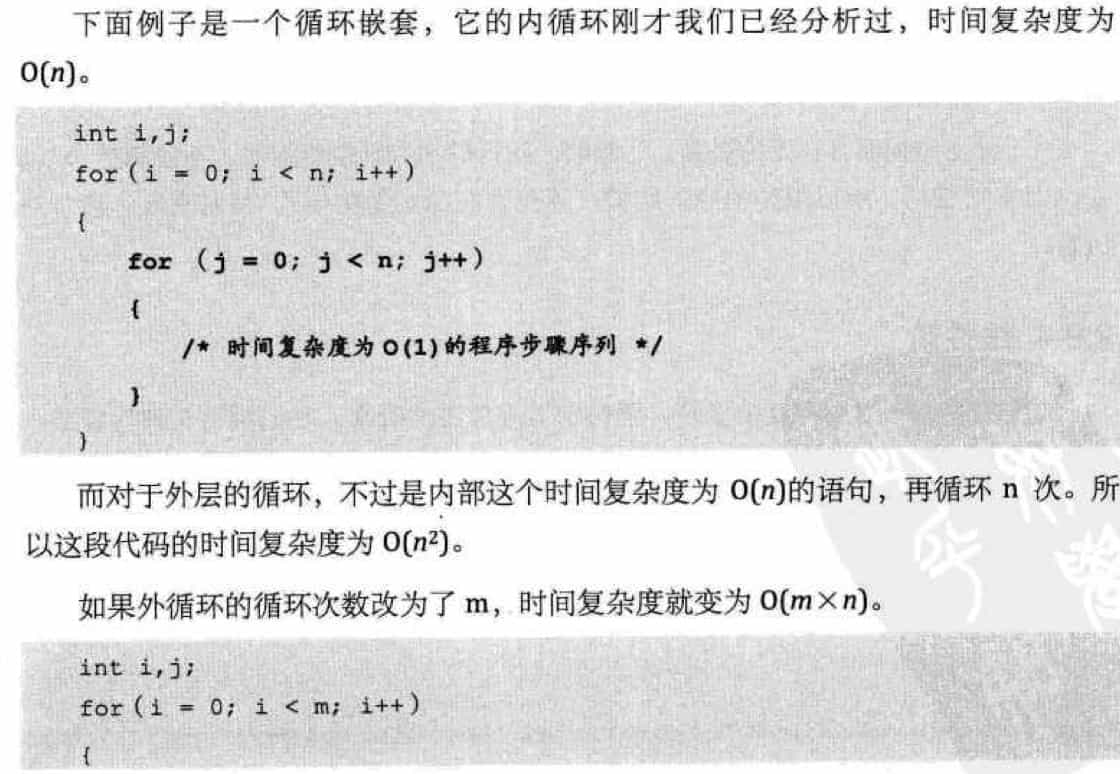 下面例子是一个循环嵌套，它的内循环刚才我们已经分析过，时间复杂度为
O(n)。
int i,j;
for(i = 0; i < n; i++)
{
for （j = 0; j < n; j++）
{
/* 时间复杂度为O(1)的程序步骤序列 */
}
}
而对于外层的循环，不过是内部这个时间复杂度为 O(n)的语句，再循环 n 次。所
以这段代码的时间复杂度为 O(n²)。
如果外循环的循环次数改为了 m，时间复杂度就变为 O(m×n)。
int i,j;
for(i = 0; i < m; i++)
{